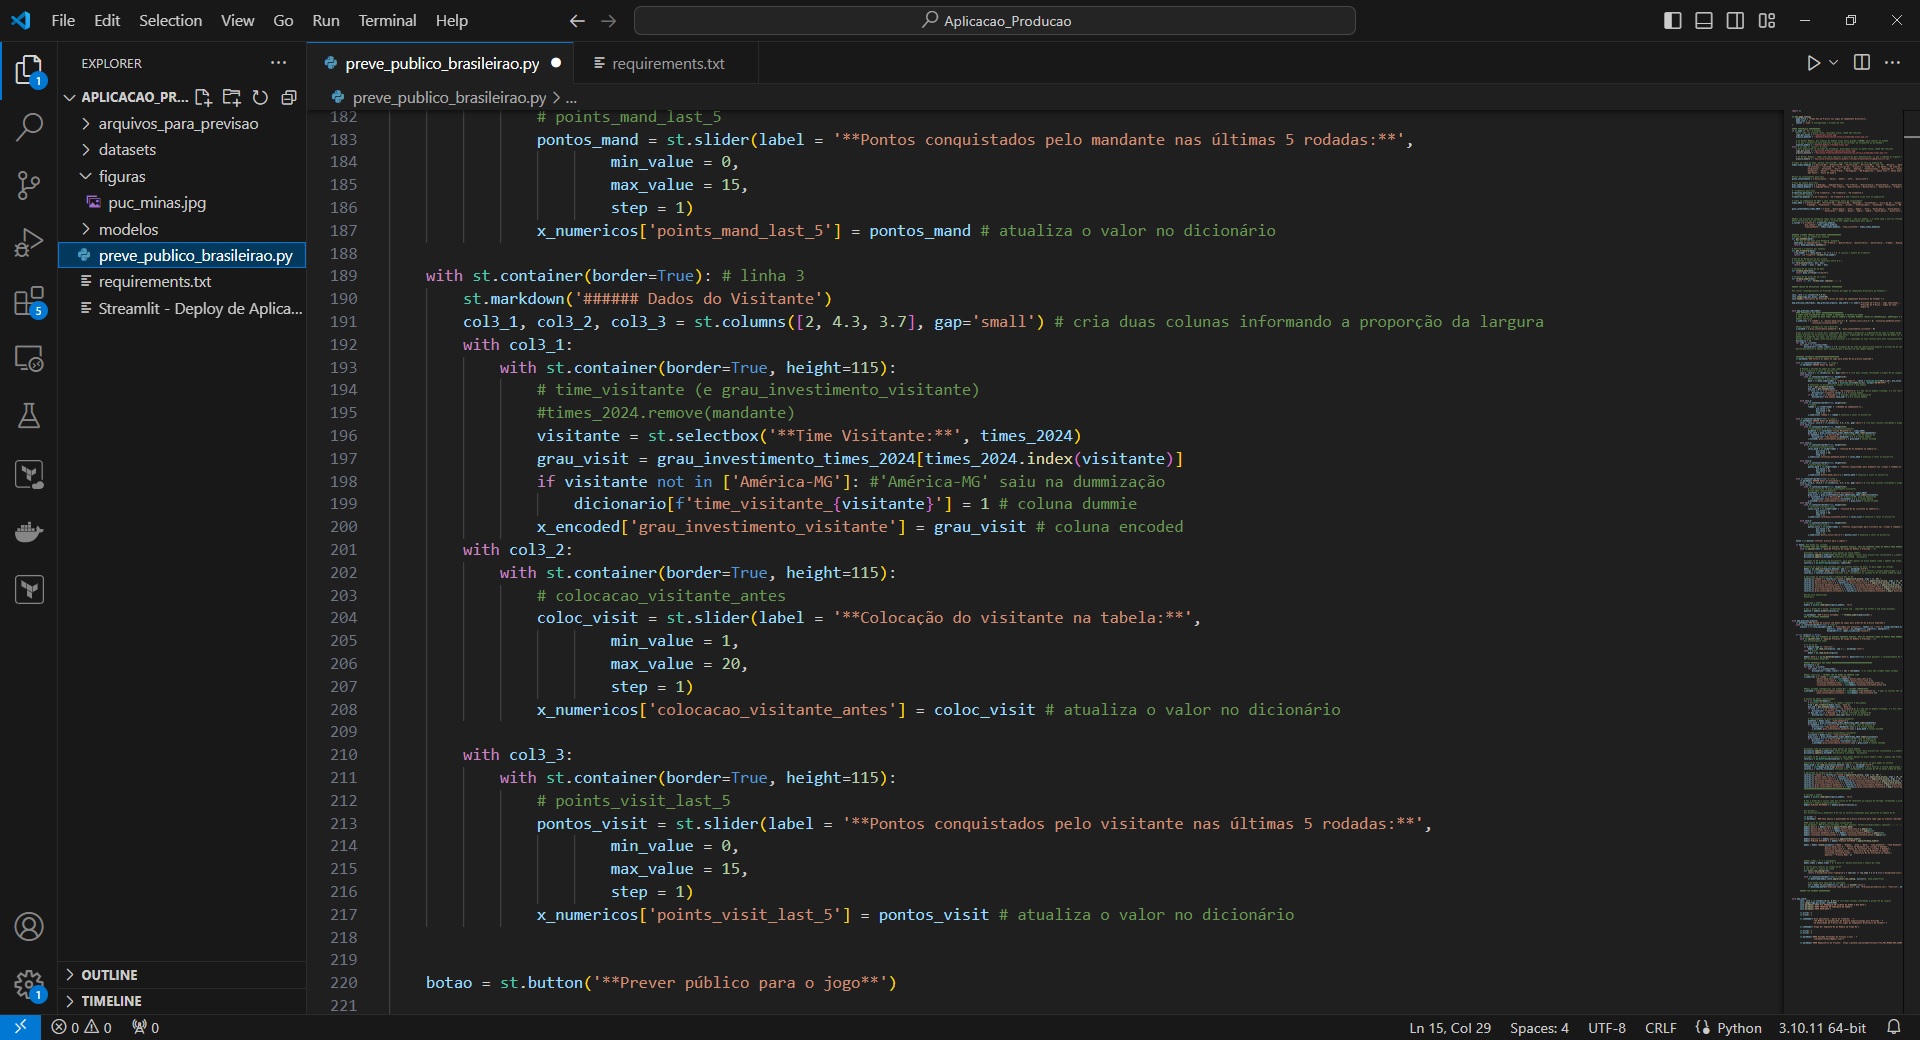 File Edit Selection View Go Run Terminal Help
Aplicacao_Producao
EXPLORER
APLICACAO_PR...
arquivos_para_previsao
datasets
figuras
puc_minas.jpg
modelos
preve_publico_brasileirao.py
requirements.txt
Streamlit - Deploy de Aplica...
OUTLINE
TIMELINE
1
5
1
preve_publico_brasileirao.py
requirements.txt
preve_publico_brasileirao.py > ...
182 # points_mand_last_5
183 pontos_mand = st.slider(label = '**Pontos conquistados pelo mandante nas últimas 5 rodadas:**',
184 min_value = 0,
185 max_value = 15,
186 step = 1)
187 x_numericos['points_mand_last_5'] = pontos_mand # atualiza o valor no dicionário
188
189 with st.container(border=True): # linha 3
190 st.markdown('###### Dados do Visitante')
191 col3_1, col3_2, col3_3 = st.columns([2, 4.3, 3.7], gap='small') # cria duas colunas informando a proporção da largura
192 with col3_1:
193 with st.container(border=True, height=115):
194 # time_visitante (e grau_investimento_visitante)
195 #times_2024.remove(mandante)
196 visitante = st.selectbox('**Time Visitante:**', times_2024)
197 grau_visit = grau_investimento_times_2024[times_2024.index(visitante)]
198 if visitante not in ['América-MG']: #'América-MG' saiu na dummização
199 dicionario[f'time_visitante_{visitante}'] = 1 # coluna dummie
200 x_encoded['grau_investimento_visitante'] = grau_visit # coluna encoded
201 with col3_2:
202 with st.container(border=True, height=115):
203 # colocacao_visitante_antes
204 coloc_visit = st.slider(label = '**Colocação do visitante na tabela:**',
205 min_value = 1,
206 max_value = 20,
207 step = 1)
208 x_numericos['colocacao_visitante_antes'] = coloc_visit # atualiza o valor no dicionário
209
210 with col3_3:
211 with st.container(border=True, height=115):
212 # points_visit_last_5
213 pontos_visit = st.slider(label = '**Pontos conquistados pelo visitante nas últimas 5 rodadas:**',
214 min_value = 0,
215 max_value = 15,
216 step = 1)
217 x_numericos['points_visit_last_5'] = pontos_visit # atualiza o valor no dicionário
218
219
220 botao = st.button('**Prever público para o jogo**')
221
0 0 0
Ln 15, Col 29 Spaces: 4 UTF-8 CRLF Python 3.10.11 64-bit